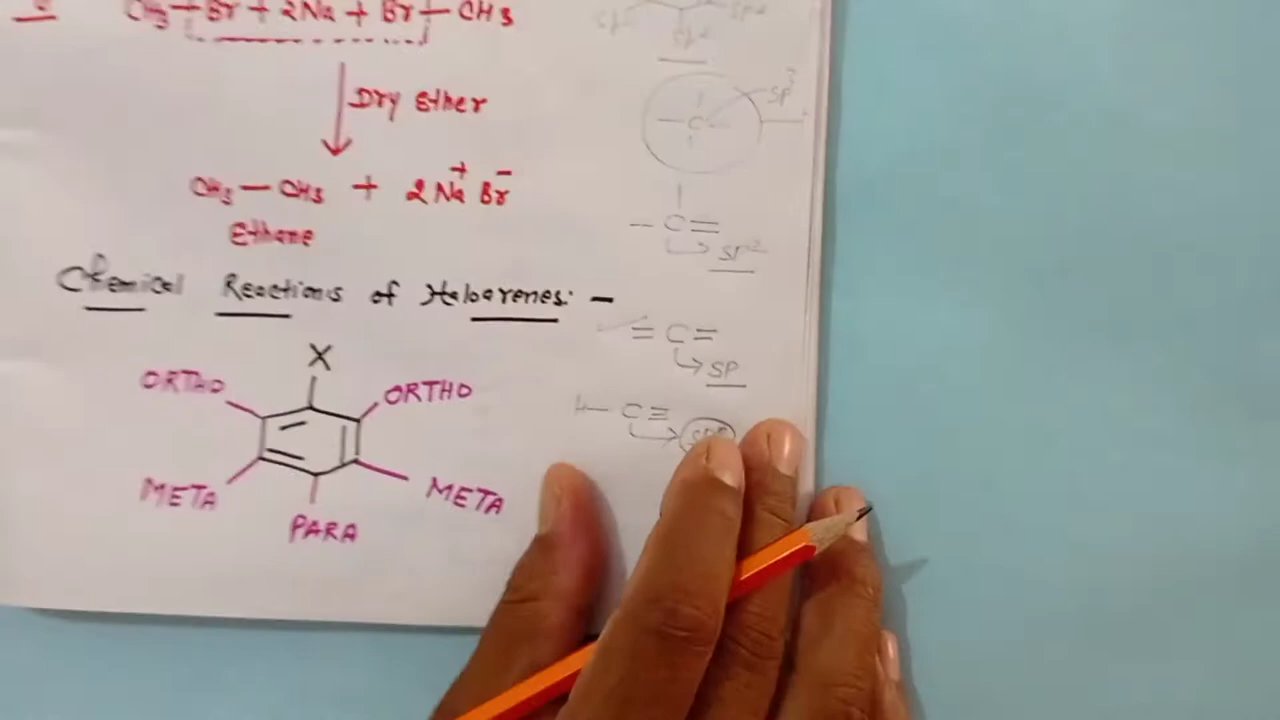 CH3 + Br + 2Na + Br + CH3
Dry Ether
CH3 — CH3 + 2Na+ Br-
Ethane
Chemical Reactions of Haloarenes: -
X
ORTHO
ORTHO
META
META
PARA
SP2
SP3
— C —
— C =
SP2
= C =
SP
H — C ≡